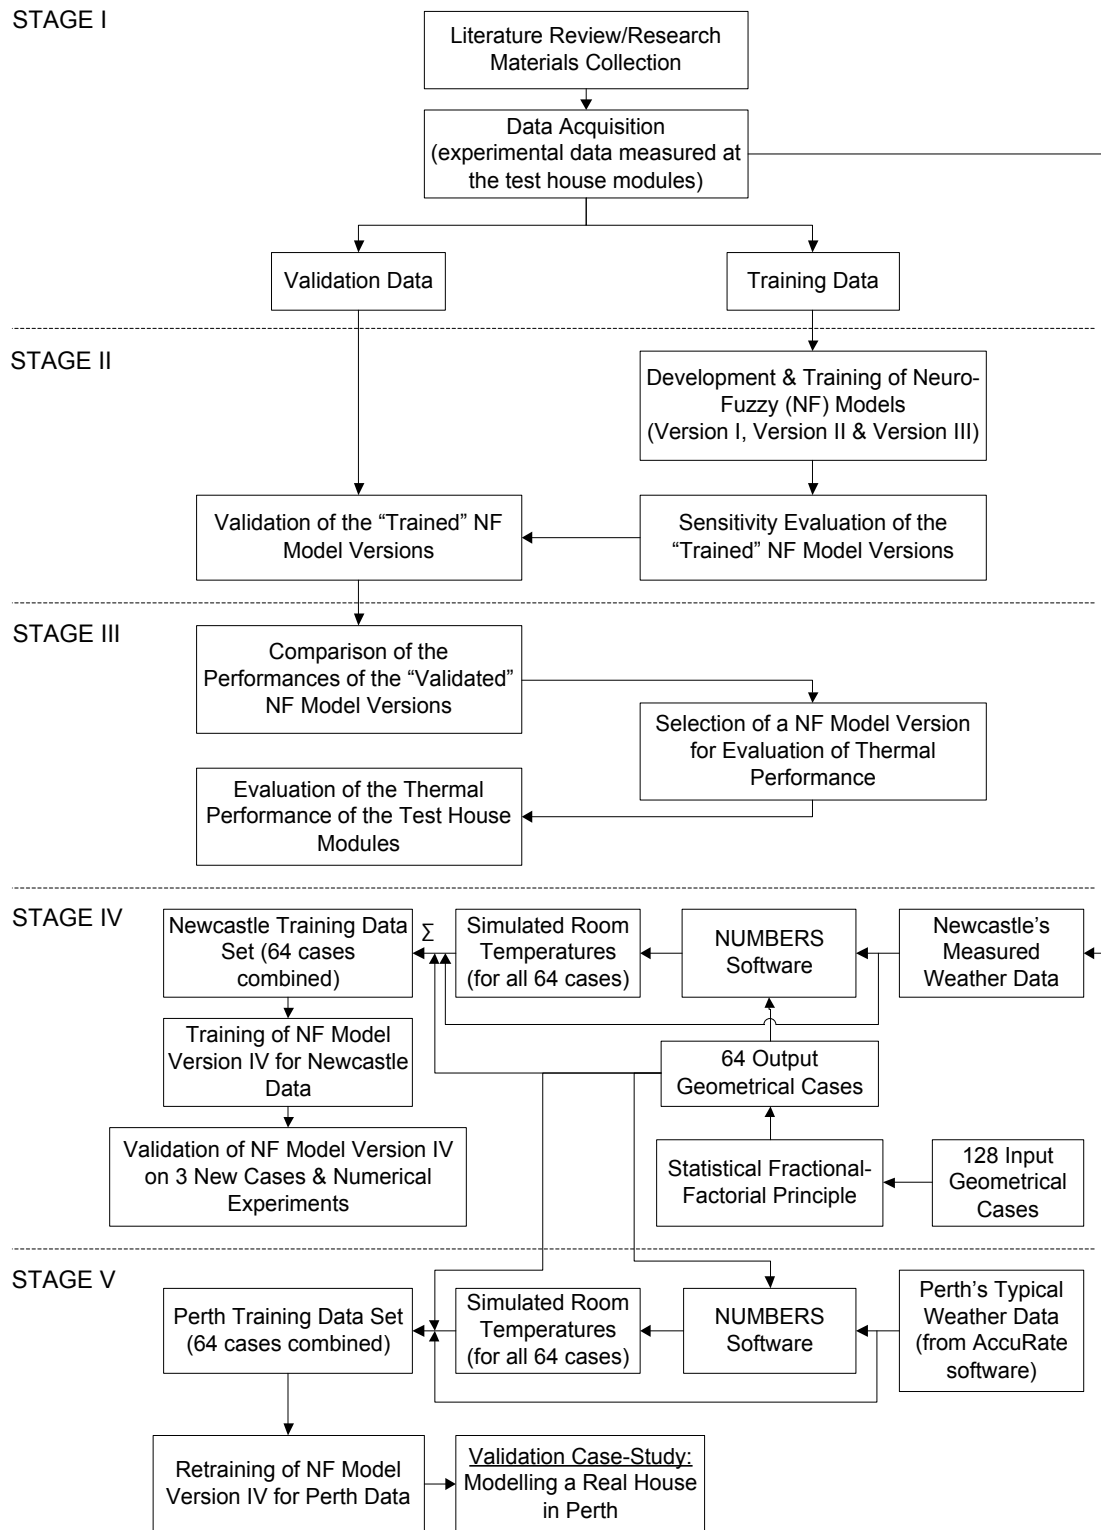 STAGE I
Literature Review/Research
Materials Collection
Data Acquisition
(experimental data measured at
the test house modules)
Validation Data
Training Data
STAGE II
Development & Training of Neuro-
Fuzzy (NF) Models
(Version I, Version II & Version III)
Validation of the “Trained” NF
Model Versions
Sensitivity Evaluation of the
“Trained” NF Model Versions
STAGE III
Comparison of the
Performances of the “Validated”
NF Model Versions
Selection of a NF Model Version
for Evaluation of Thermal
Performance
Evaluation of the Thermal
Performance of the Test House
Modules
STAGE IV
Newcastle Training Data
Set (64 cases
combined)
Σ
Simulated Room
Temperatures
(for all 64 cases)
NUMBERS
Software
Newcastle’s
Measured
Weather Data
Training of NF Model
Version IV for Newcastle
Data
64 Output
Geometrical Cases
Validation of NF Model Version IV
on 3 New Cases & Numerical
Experiments
Statistical Fractional-
Factorial Principle
128 Input
Geometrical
Cases
STAGE V
Perth Training Data Set
(64 cases combined)
Simulated Room
Temperatures
(for all 64 cases)
NUMBERS
Software
Perth’s Typical
Weather Data
(from AccuRate
software)
Retraining of NF Model
Version IV for Perth Data
Validation Case-Study:
Modelling a Real House
in Perth